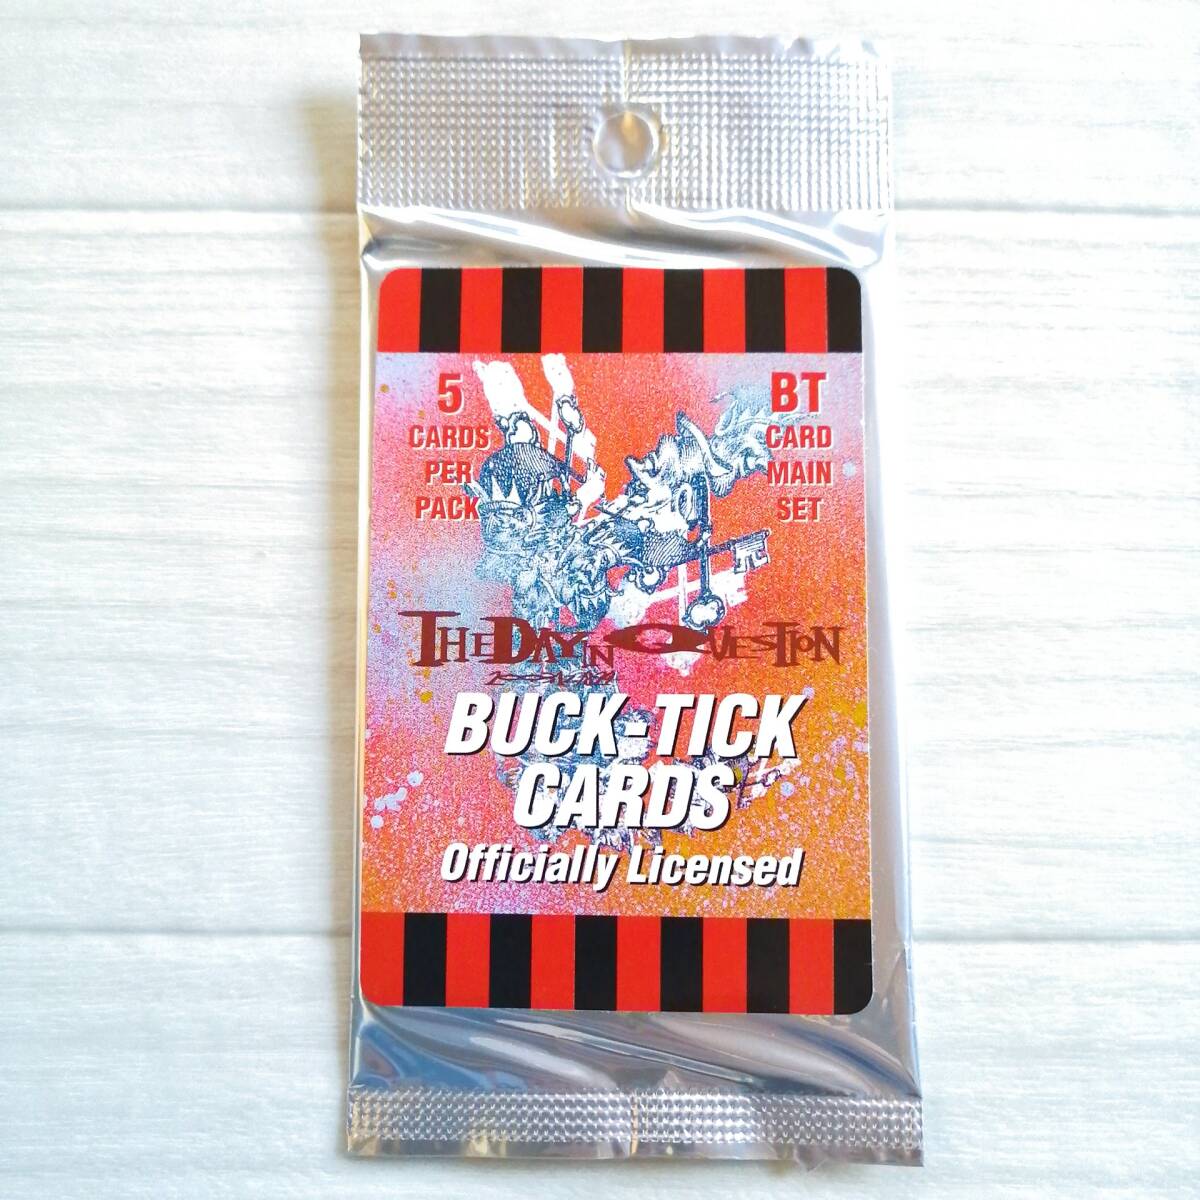 5
CARDS
PER
PACK
BT
CARD
MAIN
SET
THE DAY IN QUESTION
BUCK-TICK
CARDS
Officially Licensed